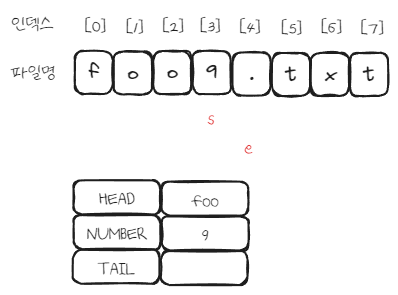 인덱스 [0] [1] [2] [3] [4] [5] [6] [7]
파일명 f o o 9 . t x t
s
e
HEAD foo
NUMBER 9
TAIL